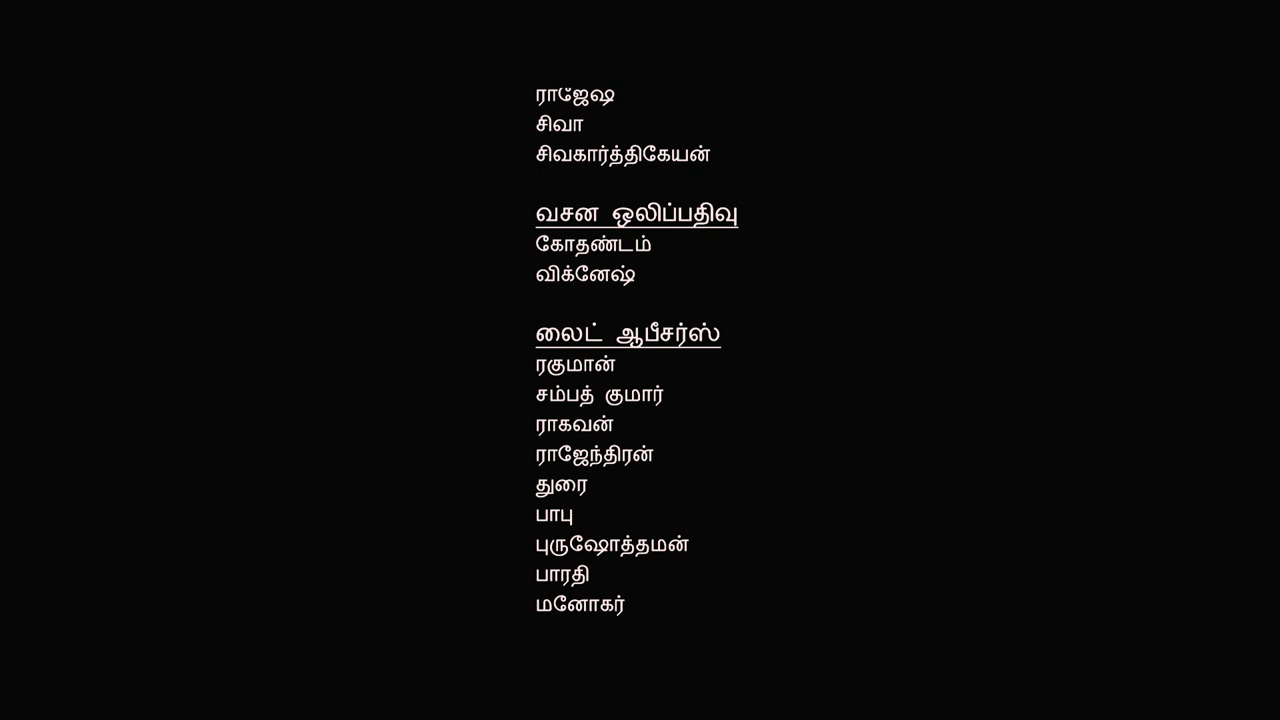 ராஜேஷ
சிவா
சிவகார்த்திகேயன்
வசன ஒலிப்பதிவு
கோதண்டம்
விக்னேஷ்
லைட் ஆபீசர்ஸ்
ரகுமான்
சம்பத் குமார்
ராகவன்
ராஜேந்திரன்
துரை
பாபு
புருஷோத்தமன்
பாரதி
மனோகர்